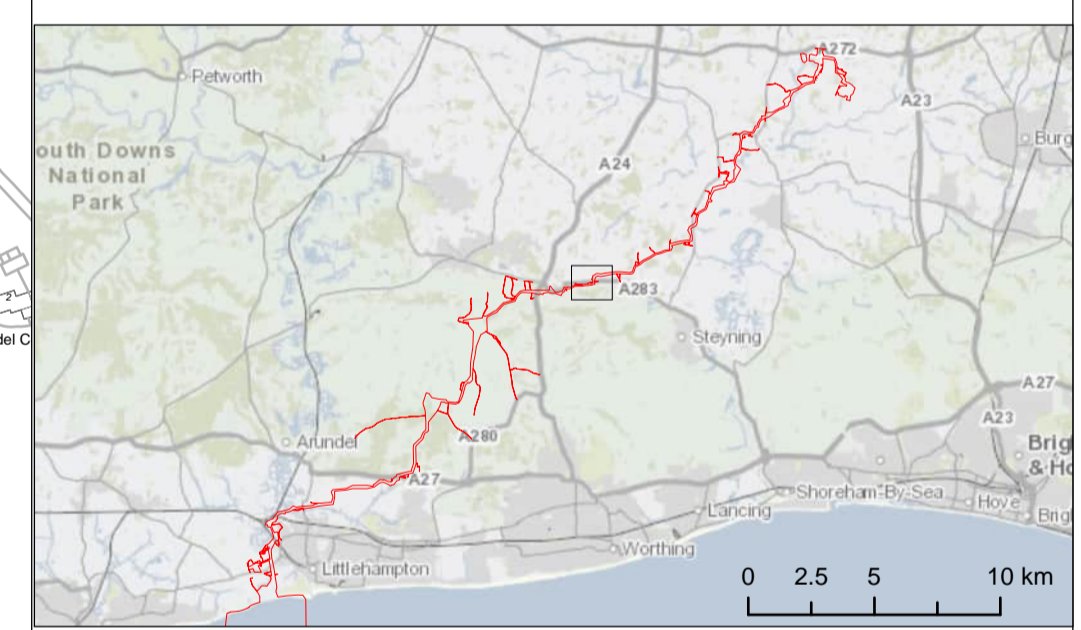 A272
Petworth
A23
Burg
outh Downs
National
Park
A24
2
A283
del C
Steyning
A27
A23
Arundel
A280
Brig
& Ho
A27
Shoreham-By-Sea
Hove
Lancing
Brig
Worthing
Littlehampton
0 2.5 5 10 km